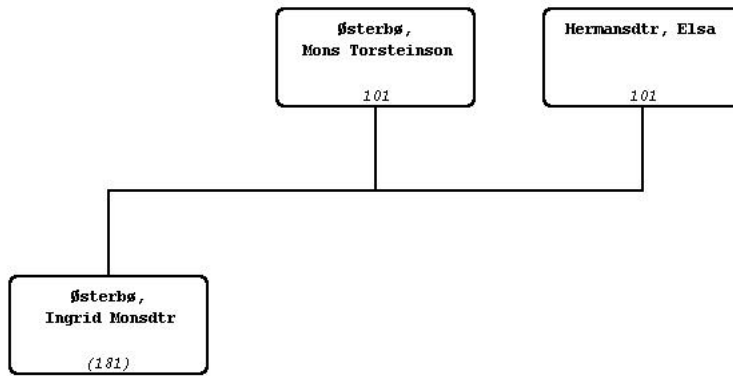 Østerbø,
Mons Torsteinson
101
Hermansdtr, Elsa
101
Østerbø,
Ingrid Monsdtr
(181)